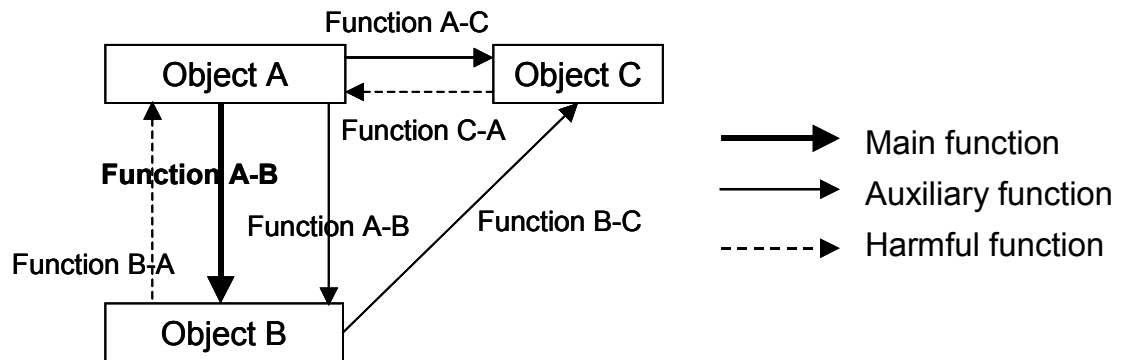 Function A-C
Object A
Object C
Function C-A
Function A-B
Function A-B
Function B-C
Function B-A
Object B
Main function
Auxiliary function
Harmful function